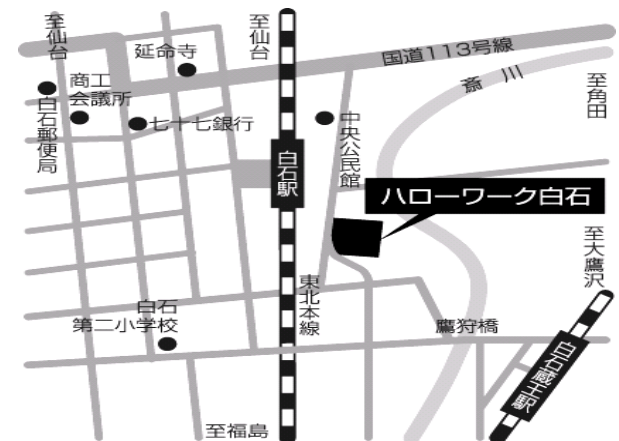 至仙台
延命寺
至仙台
国道113号線
斎川
至角田
商工
会議所
白石郵便局
七十七銀行
中央公民館
白石駅
ハローワーク白石
至大鷹沢
東北本線
白石
第二小学校
鷹狩橋
白石蔵王駅
至福島